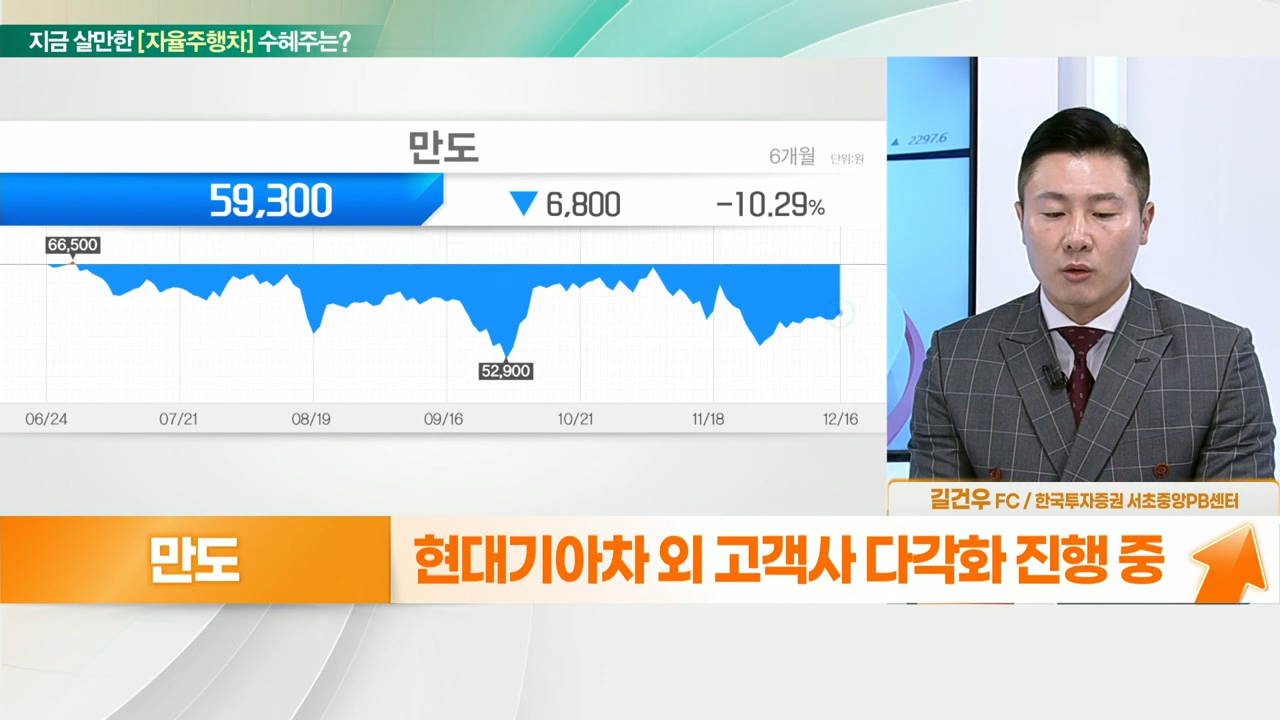 지금 살만한 [자율주행차] 수혜주는?
만도
6개월 단위:원
59,300 ▼ 6,800 -10.29%
66,500
52,900
06/24 07/21 08/19 09/16 10/21 11/18 12/16
▲ 2297.6
길건우 FC / 한국투자증권 서초중앙PB센터
만도 현대기아차 외 고객사 다각화 진행 중